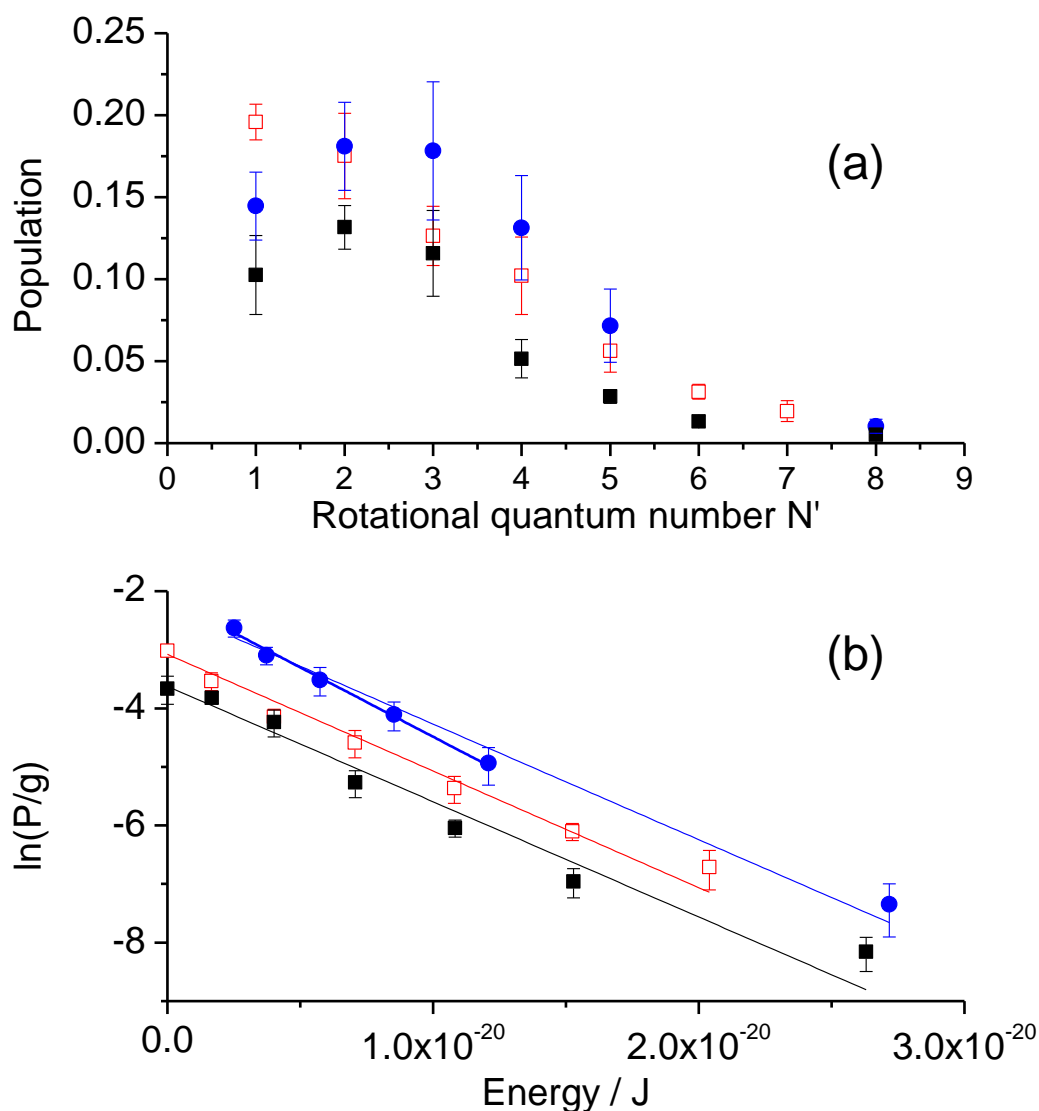 0.25
0.20
0.15
0.10
0.05
0.00
Population
(a)
0 1 2 3 4 5 6 7 8 9
Rotational quantum number N'
-2
-4
-6
-8
ln(P/g)
(b)
0.0 1.0x10⁻²⁰ 2.0x10⁻²⁰ 3.0x10⁻²⁰
Energy / J